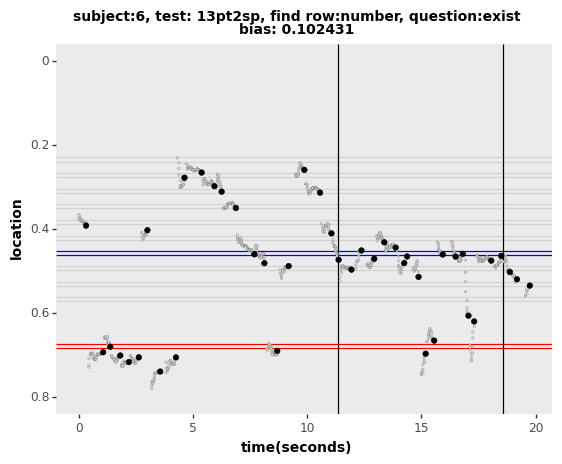 subject:6, test: 13pt2sp, find row:number, question:exist
bias: 0.102431
0
0.2
0.4
0.6
0.8
location
0
5
10
15
20
time(seconds)